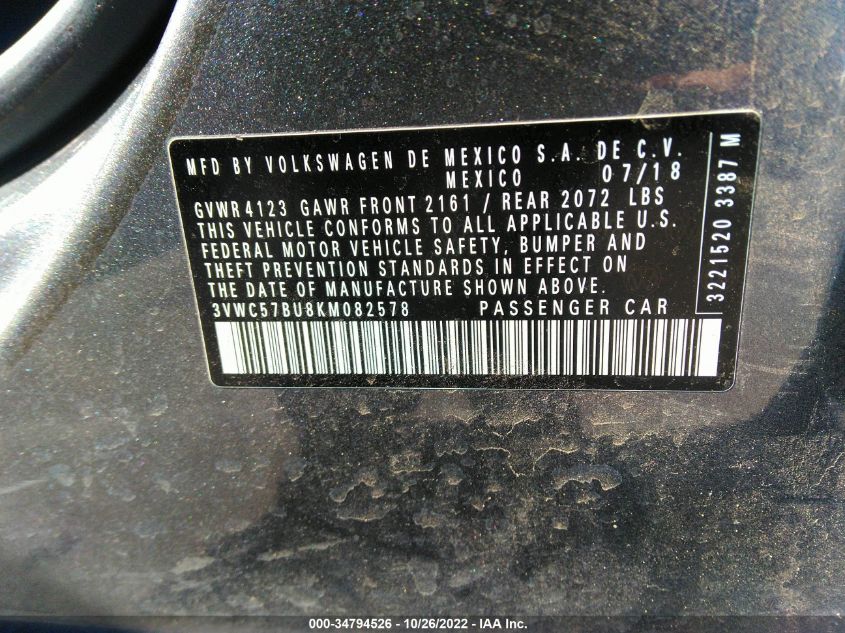 MFD BY VOLKSWAGEN DE MEXICO S.A. DE C.V.
MEXICO 07/18
GVWR 4123 GAWR FRONT 2161 / REAR 2072 LBS
THIS VEHICLE CONFORMS TO ALL APPLICABLE U.S.
FEDERAL MOTOR VEHICLE SAFETY, BUMPER AND
THEFT PREVENTION STANDARDS IN EFFECT ON
THE DATE OF MANUFACTURE SHOWN ABOVE.
3VWC57BU8KM082578 PASSENGER CAR
3221520 3387 M
000-34794526 - 10/26/2022 - IAA Inc.